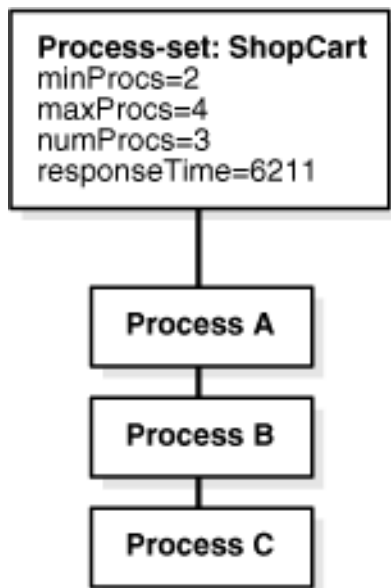 Process-set: ShopCart
minProcs=2
maxProcs=4
numProcs=3
responseTime=6211
Process A
Process B
Process C